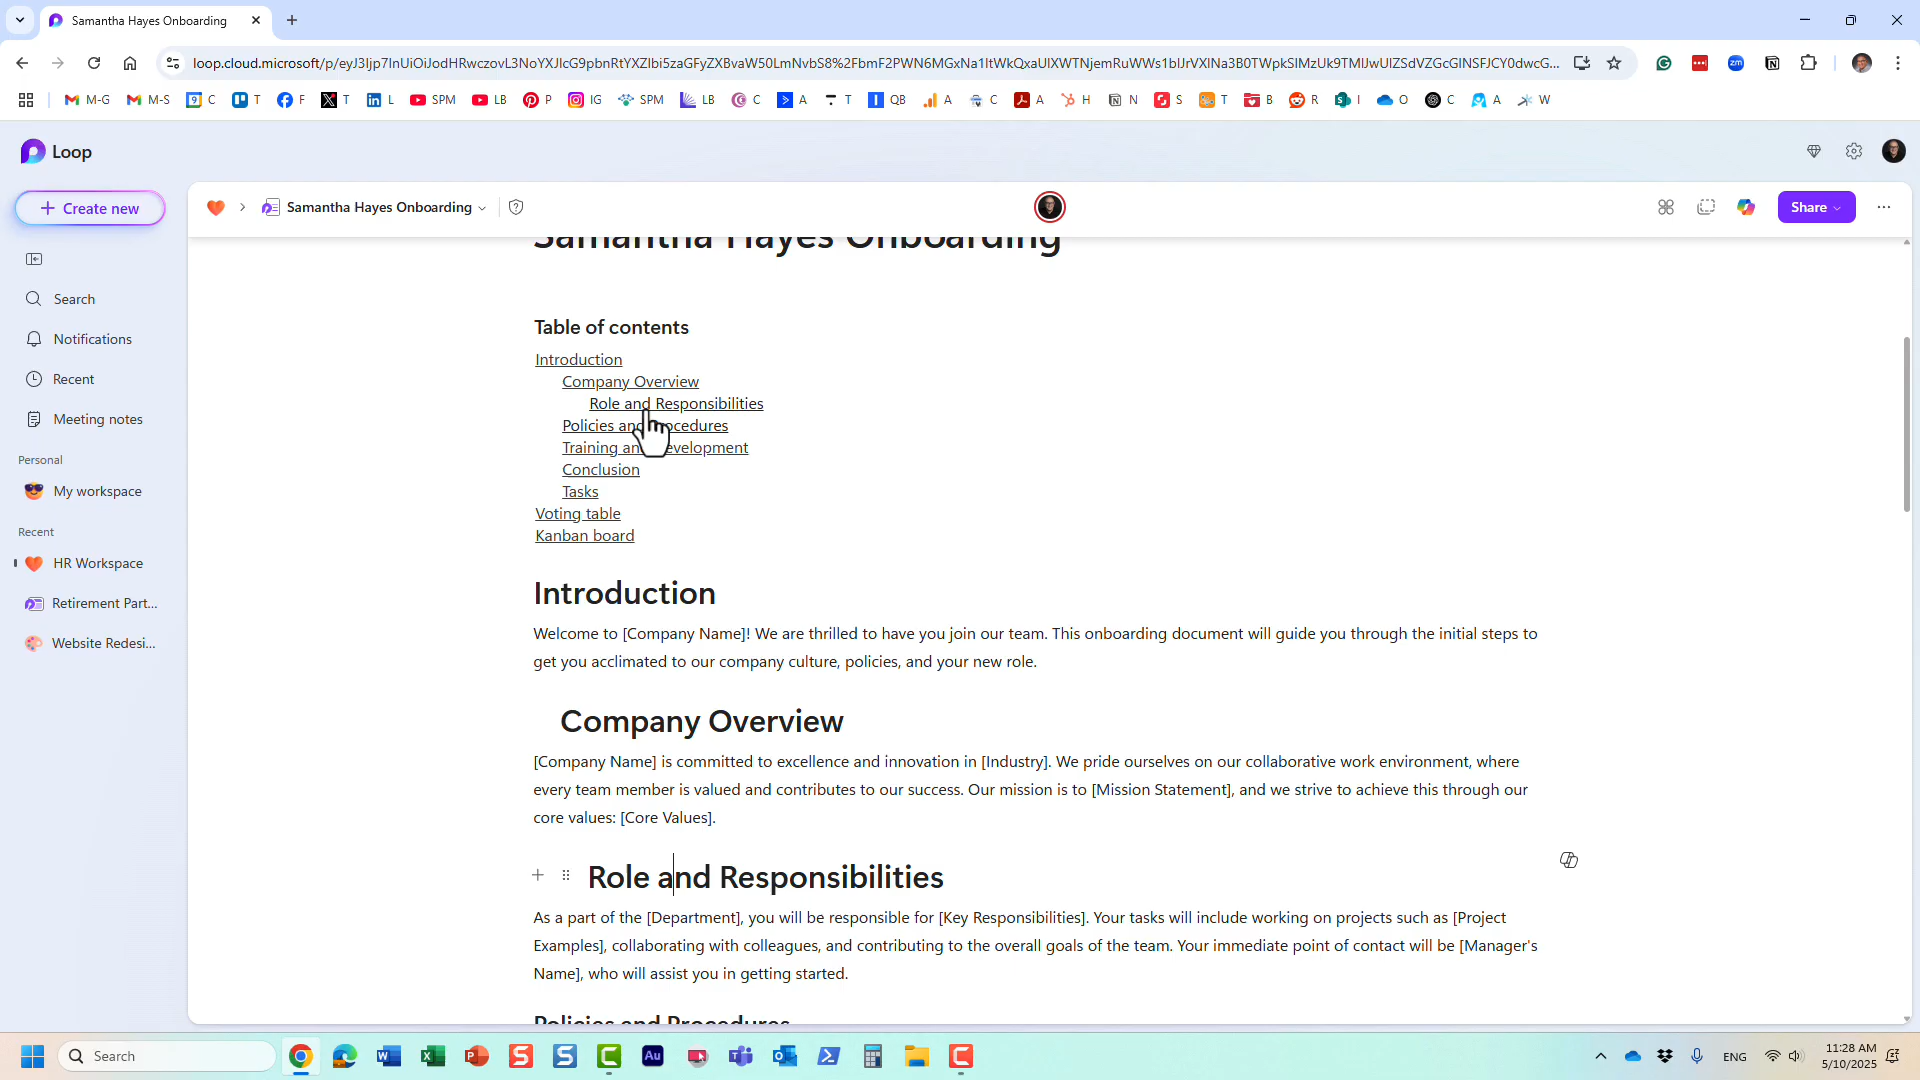 Samantha Hayes Onboarding
loop.cloud.microsoft/p/
M-G
M-S
C
T
F
T
L
SPM
LB
P
IG
SPM
LB
C
A
T
QB
A
C
A
H
N
S
T
B
R
I
O
C
A
W
Loop
Create new
Samantha Hayes Onboarding
Share
Search
Notifications
Recent
Meeting notes
Personal
My workspace
Recent
HR Workspace
Retirement Part...
Website Redesi...
Samantha Hayes Onboarding
Table of contents
Introduction
Company Overview
Role and Responsibilities
Policies and Procedures
Training and Development
Conclusion
Tasks
Voting table
Kanban board
Introduction
Welcome to [Company Name]! We are thrilled to have you join our team. This onboarding document will guide you through the initial steps to
get you acclimated to our company culture, policies, and your new role.
Company Overview
[Company Name] is committed to excellence and innovation in [Industry]. We pride ourselves on our collaborative work environment, where
every team member is valued and contributes to our success. Our mission is to [Mission Statement], and we strive to achieve this through our
core values: [Core Values].
Role and Responsibilities
As a part of the [Department], you will be responsible for [Key Responsibilities]. Your tasks will include working on projects such as [Project
Examples], collaborating with colleagues, and contributing to the overall goals of the team. Your immediate point of contact will be [Manager's
Name], who will assist you in getting started.
Policies and Procedures
Search
ENG
11:28 AM
5/10/2025